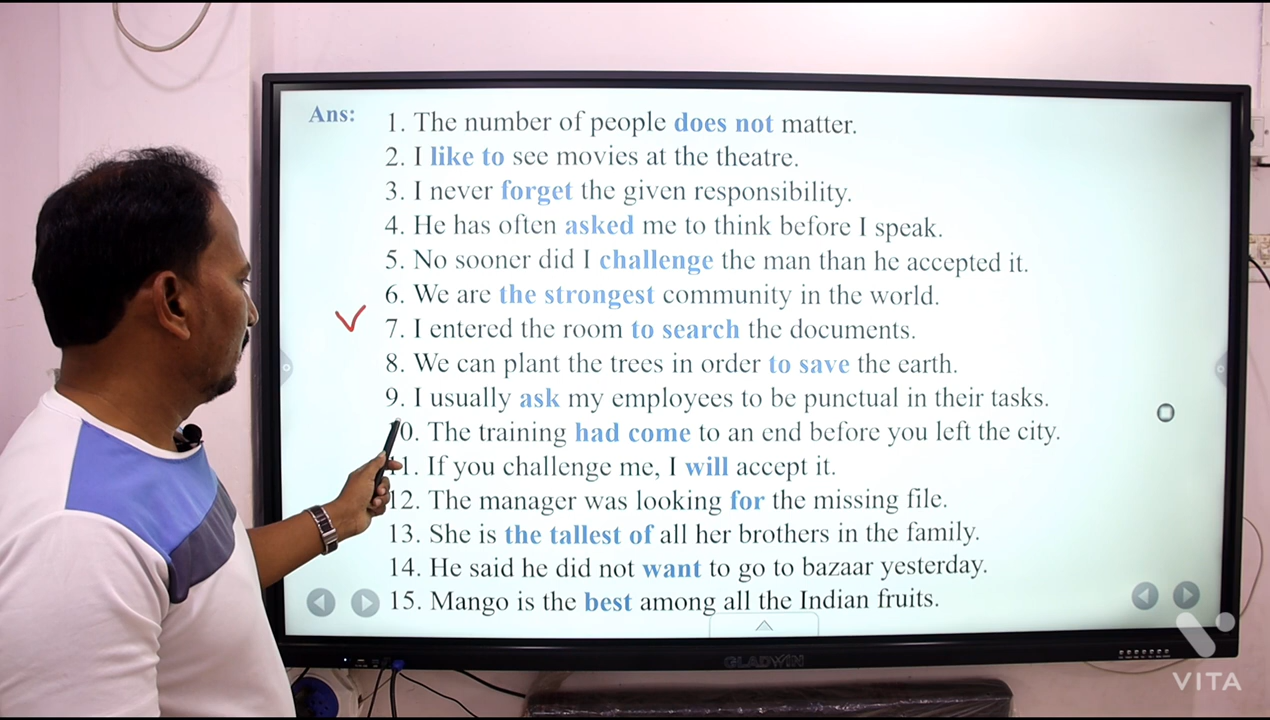 Ans:
1. The number of people does not matter.
2. I like to see movies at the theatre.
3. I never forget the given responsibility.
4. He has often asked me to think before I speak.
5. No sooner did I challenge the man than he accepted it.
6. We are the strongest community in the world.
7. I entered the room to search the documents.
8. We can plant the trees in order to save the earth.
9. I usually ask my employees to be punctual in their tasks.
10. The training had come to an end before you left the city.
11. If you challenge me, I will accept it.
12. The manager was looking for the missing file.
13. She is the tallest of all her brothers in the family.
14. He said he did not want to go to bazaar yesterday.
15. Mango is the best among all the Indian fruits.
GLADWIN
VITA